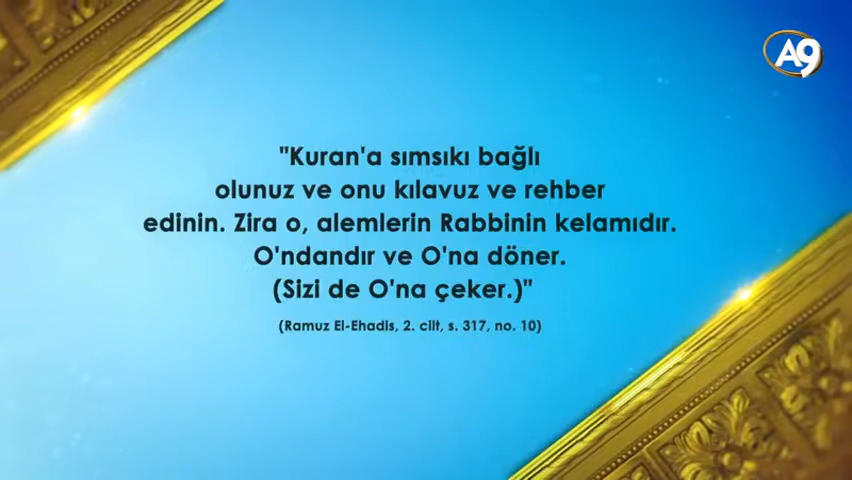 A9
"Kuran'a sımsıkı bağlı
olunuz ve onu kılavuz ve rehber
edinin. Zira o, alemlerin Rabbinin kelamıdır.
O'ndandır ve O'na döner.
(Sizi de O'na çeker.)"
(Ramuz El-Ehadis, 2. cilt, s. 317, no. 10)